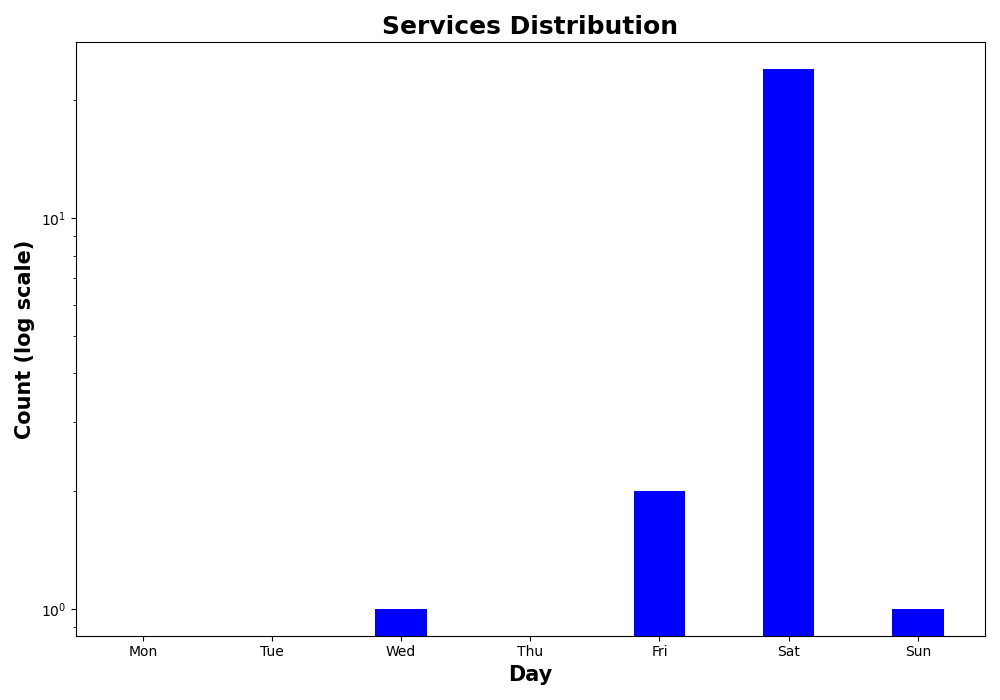 Services Distribution
Count (log scale)
10¹
10⁰
Mon Tue Wed Thu Fri Sat Sun
Day